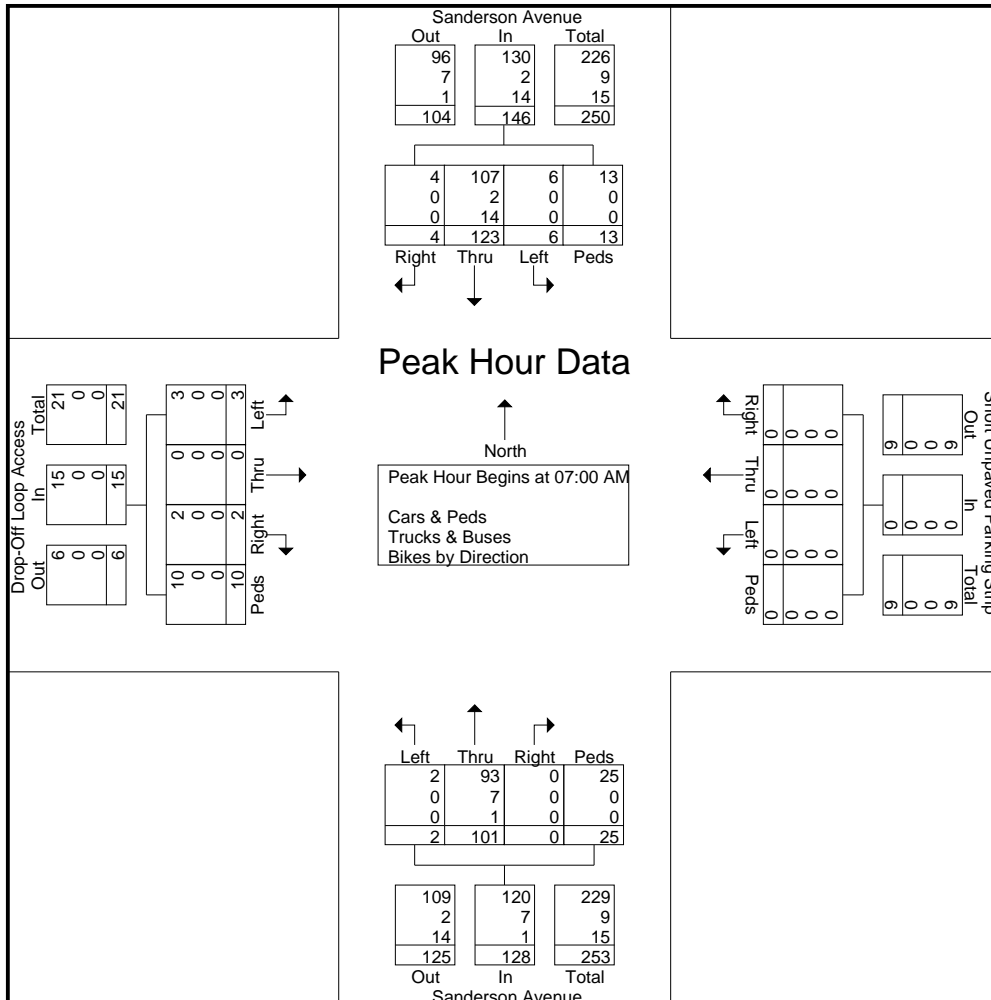 Sanderson Avenue
Out In Total
96 130 226
7 2 9
1 14 15
104 146 250
4 107 6 13
0 2 0 0
0 14 0 0
4 123 6 13
Right Thru Left Peds
Peak Hour Data
North
Peak Hour Begins at 07:00 AM
Cars & Peds
Trucks & Buses
Bikes by Direction
Drop-Off Loop Access
Out In Total
6 15 21
0 0 0
0 0 0
6 15 21
10 2 0 3
0 0 0 0
0 0 0 0
10 2 0 3
Peds Right Thru Left
Short Unpaved Parking Strip
Out In Total
6 0 6
0 0 0
0 0 0
6 0 6
0 0 0 0
0 0 0 0
0 0 0 0
0 0 0 0
Right Thru Left Peds
Left Thru Right Peds
2 93 0 25
0 7 0 0
0 1 0 0
2 101 0 25
109 120 229
2 7 9
14 1 15
125 128 253
Out In Total
Sanderson Avenue